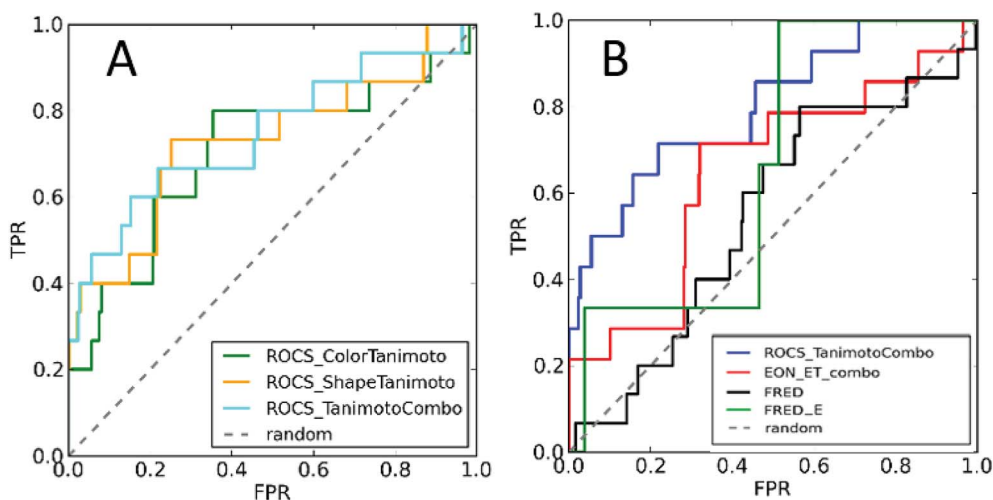 A
TPR
1.0
0.8
0.6
0.4
0.2
0.0
0.0 0.2 0.4 0.6 0.8 1.0
FPR
ROCS_ColorTanimoto
ROCS_ShapeTanimoto
ROCS_TanimotoCombo
random
B
TPR
1.0
0.8
0.6
0.4
0.2
0.0
0.0 0.2 0.4 0.6 0.8 1.0
FPR
ROCS_TanimotoCombo
EON_ET_combo
FRED
FRED_E
random